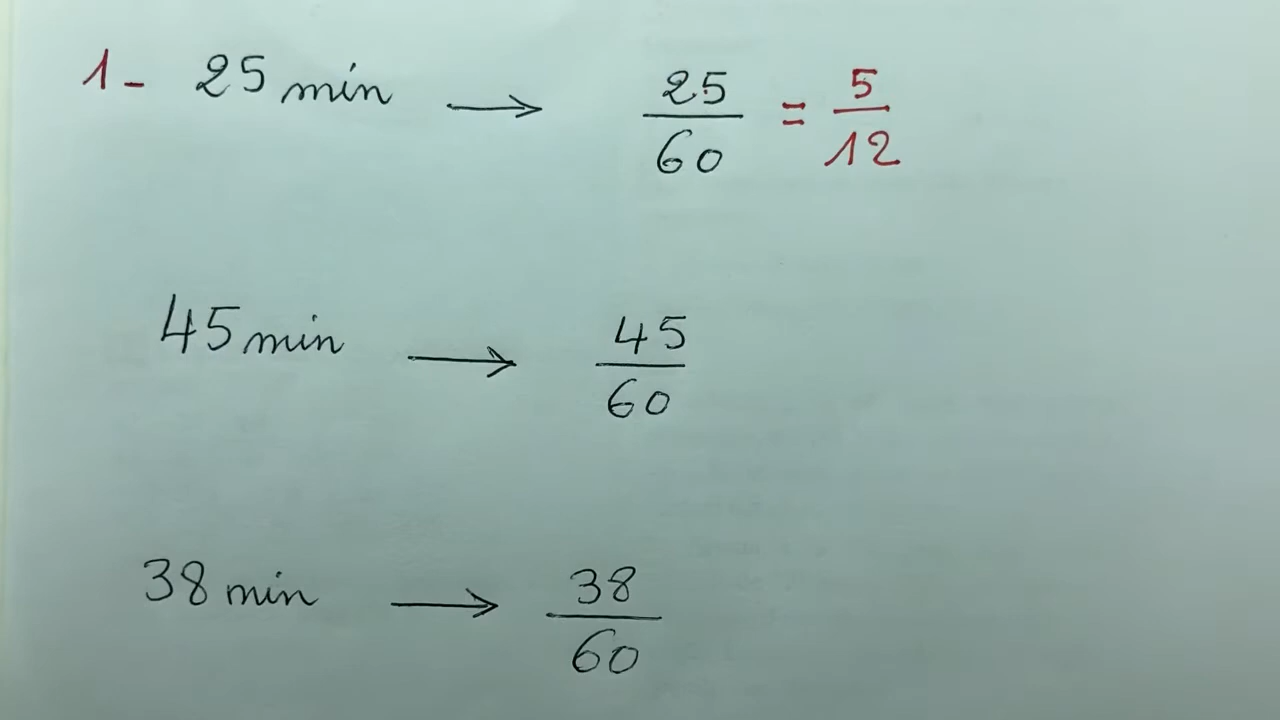 1- 25 min → 25/60 = 5/12
45 min → 45/60
38 min → 38/60